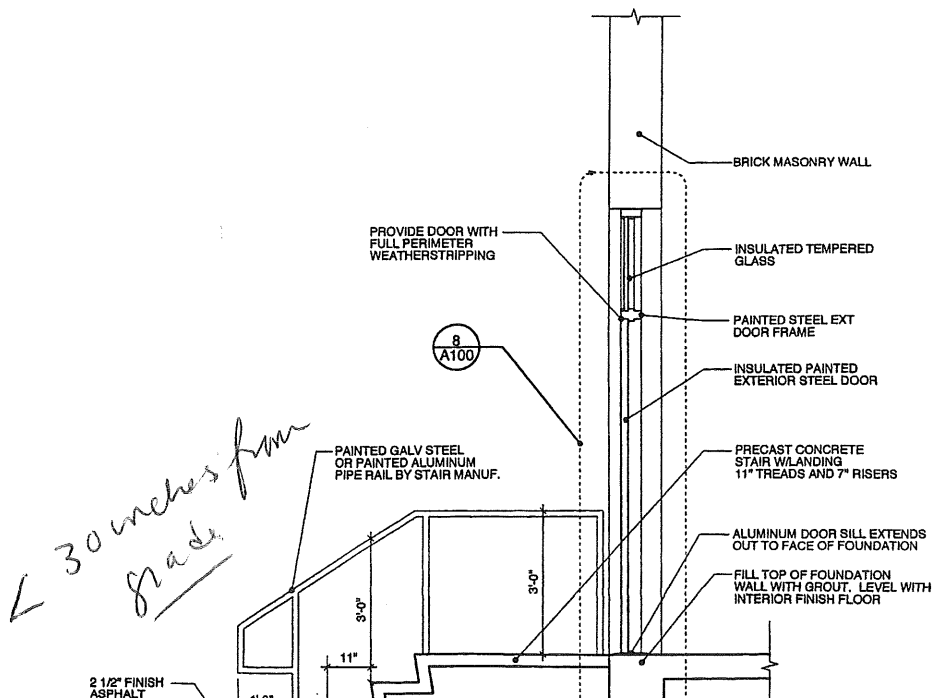 BRICK MASONRY WALL
PROVIDE DOOR WITH
FULL PERIMETER
WEATHERSTRIPPING
INSULATED TEMPERED
GLASS
PAINTED STEEL EXT
DOOR FRAME
8
A100
INSULATED PAINTED
EXTERIOR STEEL DOOR
< 30 inches from
grade
PAINTED GALV STEEL
OR PAINTED ALUMINUM
PIPE RAIL BY STAIR MANUF.
PRECAST CONCRETE
STAIR W/LANDING
11" TREADS AND 7" RISERS
ALUMINUM DOOR SILL EXTENDS
OUT TO FACE OF FOUNDATION
FILL TOP OF FOUNDATION
WALL WITH GROUT. LEVEL WITH
INTERIOR FINISH FLOOR
3'-0"
3'-0"
11"
2 1/2" FINISH
ASPHALT